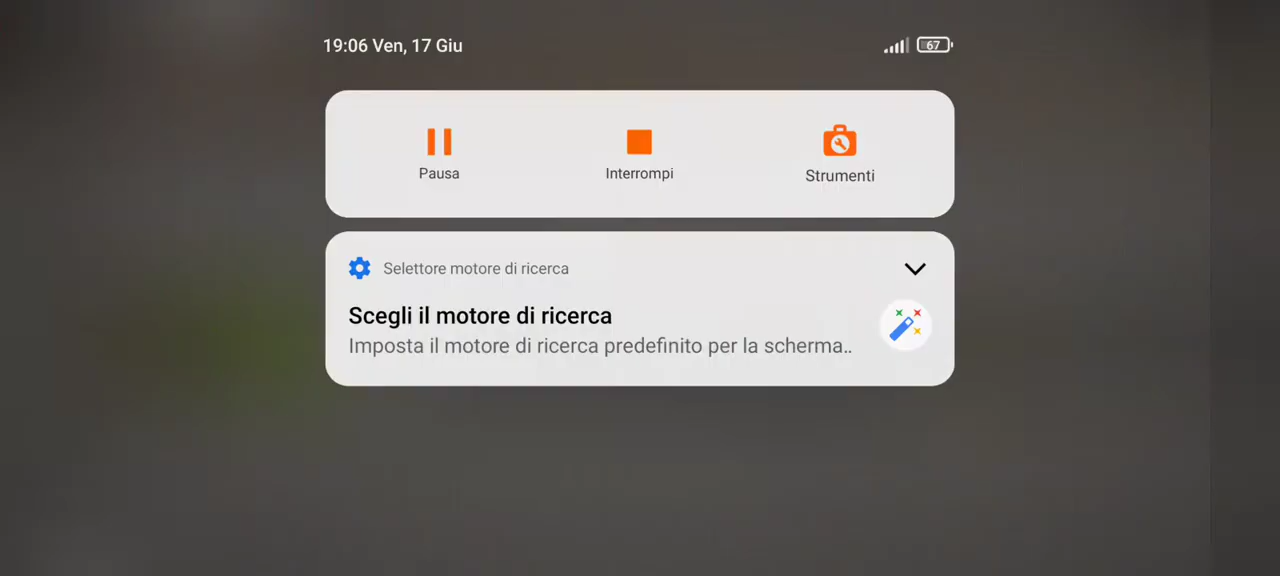 19:06 Ven, 17 Giu
67
Pausa
Interrompi
Strumenti
Selettore motore di ricerca
Scegli il motore di ricerca
Imposta il motore di ricerca predefinito per la scherma..